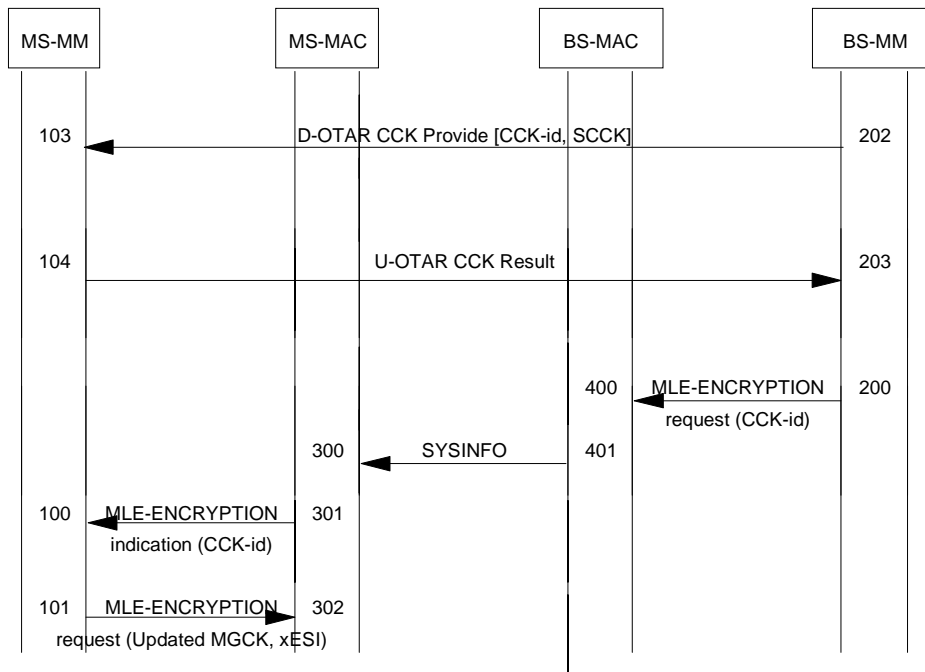 MS-MM MS-MAC BS-MAC BS-MM
103 D-OTAR CCK Provide [CCK-id, SCCK] 202
104 U-OTAR CCK Result 203
400 MLE-ENCRYPTION 200
request (CCK-id)
300 SYSINFO 401
100 MLE-ENCRYPTION 301
indication (CCK-id)
101 MLE-ENCRYPTION 302
request (Updated MGCK, xESI)